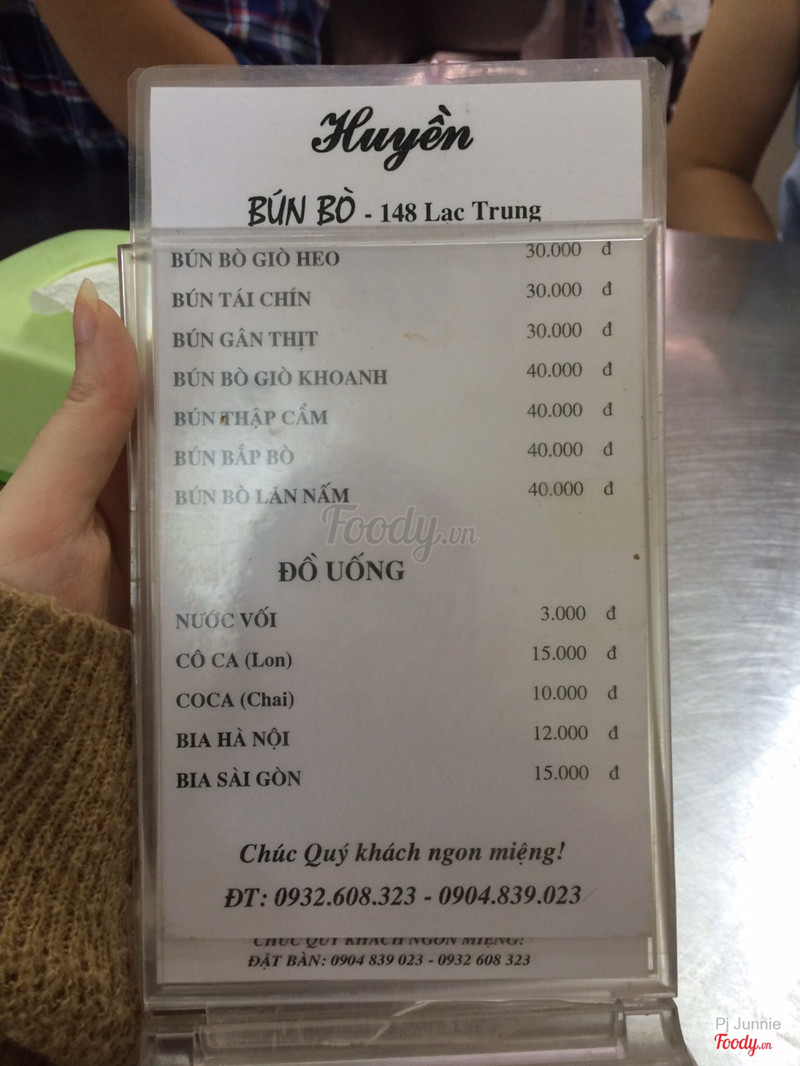 Huyền
BÚN BÒ - 148 Lạc Trung
BÚN BÒ GIÒ HEO 30.000 đ
BÚN TÁI CHÍN 30.000 đ
BÚN GÂN THỊT 30.000 đ
BÚN BÒ GIÒ KHOANH 40.000 đ
BÚN THẬP CẨM 40.000 đ
BÚN BẮP BÒ 40.000 đ
BÚN BÒ LĂN NẤM 40.000 đ
Foody.vn
ĐỒ UỐNG
NƯỚC VỐI 3.000 đ
CÔ CA (Lon) 15.000 đ
COCA (Chai) 10.000 đ
BIA HÀ NỘI 12.000 đ
BIA SÀI GÒN 15.000 đ
Chúc Quý khách ngon miệng!
ĐT: 0932.608.323 - 0904.839.023
CHÚC QUÝ KHÁCH NGON MIỆNG!
ĐẶT BÀN: 0904 839 023 - 0932 608 323
Pj Junnie
Foody.vn